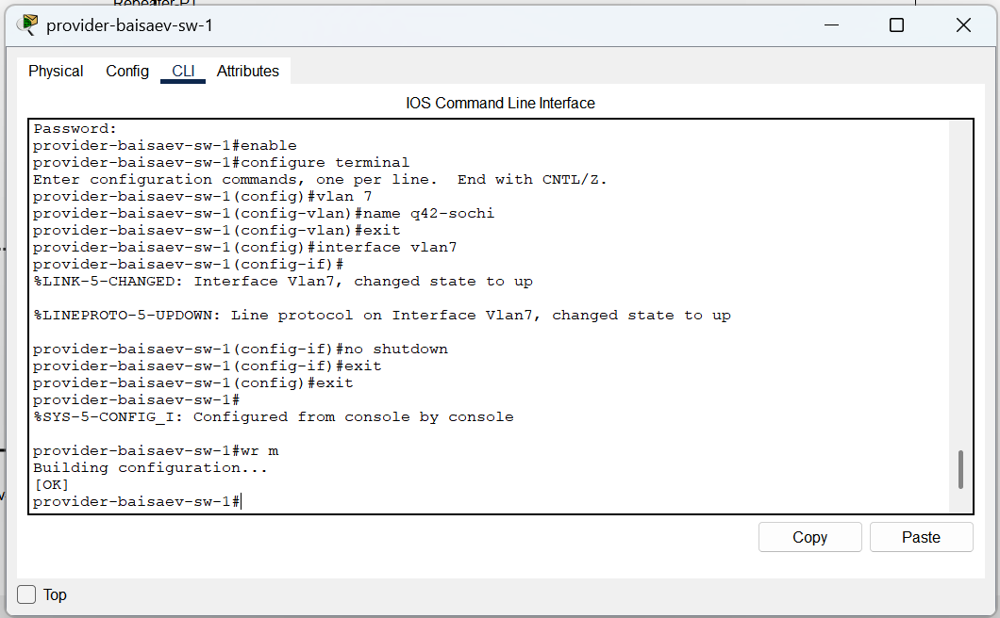 Repeater-PT
provider-baisaev-sw-1
Physical Config CLI Attributes
IOS Command Line Interface
Password:
provider-baisaev-sw-1#enable
provider-baisaev-sw-1#configure terminal
Enter configuration commands, one per line.  End with CNTL/Z.
provider-baisaev-sw-1(config)#vlan 7
provider-baisaev-sw-1(config-vlan)#name q42-sochi
provider-baisaev-sw-1(config-vlan)#exit
provider-baisaev-sw-1(config)#interface vlan7
provider-baisaev-sw-1(config-if)#
%LINK-5-CHANGED: Interface Vlan7, changed state to up
%LINEPROTO-5-UPDOWN: Line protocol on Interface Vlan7, changed state to up
provider-baisaev-sw-1(config-if)#no shutdown
provider-baisaev-sw-1(config-if)#exit
provider-baisaev-sw-1(config)#exit
provider-baisaev-sw-1#
%SYS-5-CONFIG_I: Configured from console by console
provider-baisaev-sw-1#wr m
Building configuration...
[OK]
provider-baisaev-sw-1#
Copy Paste
Top